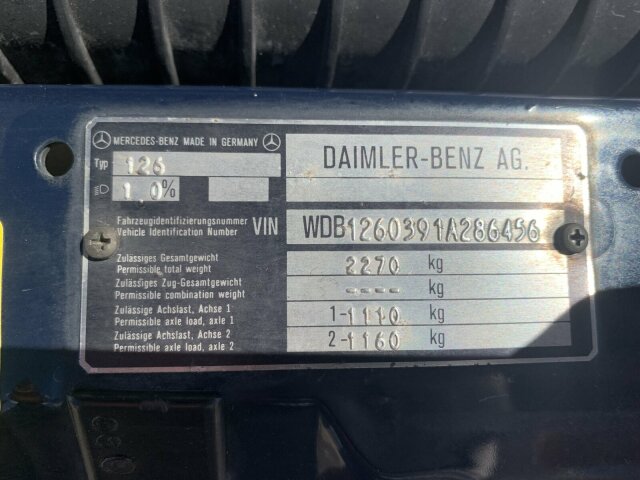 MERCEDES-BENZ MADE IN GERMANY
DAIMLER-BENZ AG.
Typ 126
1.0%
Fahrzeugidentifizierungsnummer
Vehicle Identification Number
VIN WDB1260391A286456
Zulässiges Gesamtgewicht
Permissible total weight
2270 kg
Zulässiges Zug-Gesamtgewicht
Permissible combination weight
---- kg
Zulässige Achslast, Achse 1
Permissible axle load, axle 1
1-1110 kg
Zulässige Achslast, Achse 2
Permissible axle load, axle 2
2-1160 kg